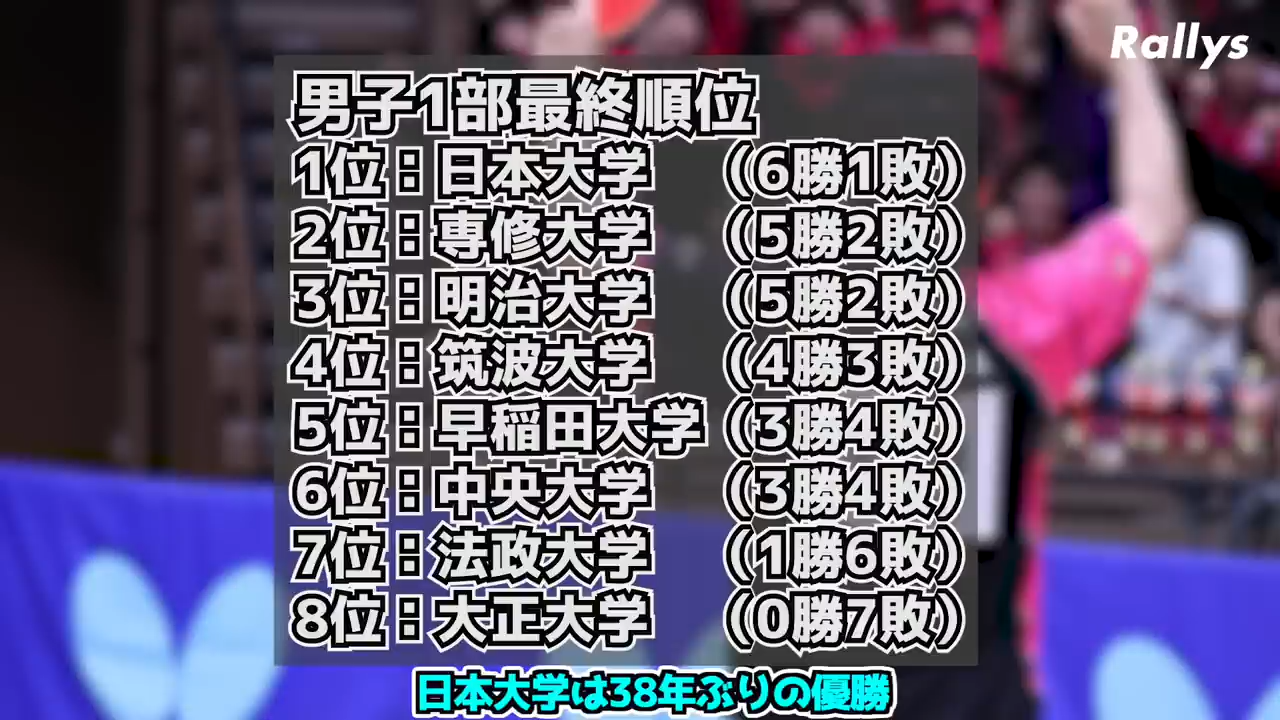 Rallys
男子1部最終順位
1位：日本大学　（6勝1敗）
2位：専修大学　（5勝2敗）
3位：明治大学　（5勝2敗）
4位：筑波大学　（4勝3敗）
5位：早稲田大学（3勝4敗）
6位：中央大学　（3勝4敗）
7位：法政大学　（1勝6敗）
8位：大正大学　（0勝7敗）
日本大学は38年ぶりの優勝